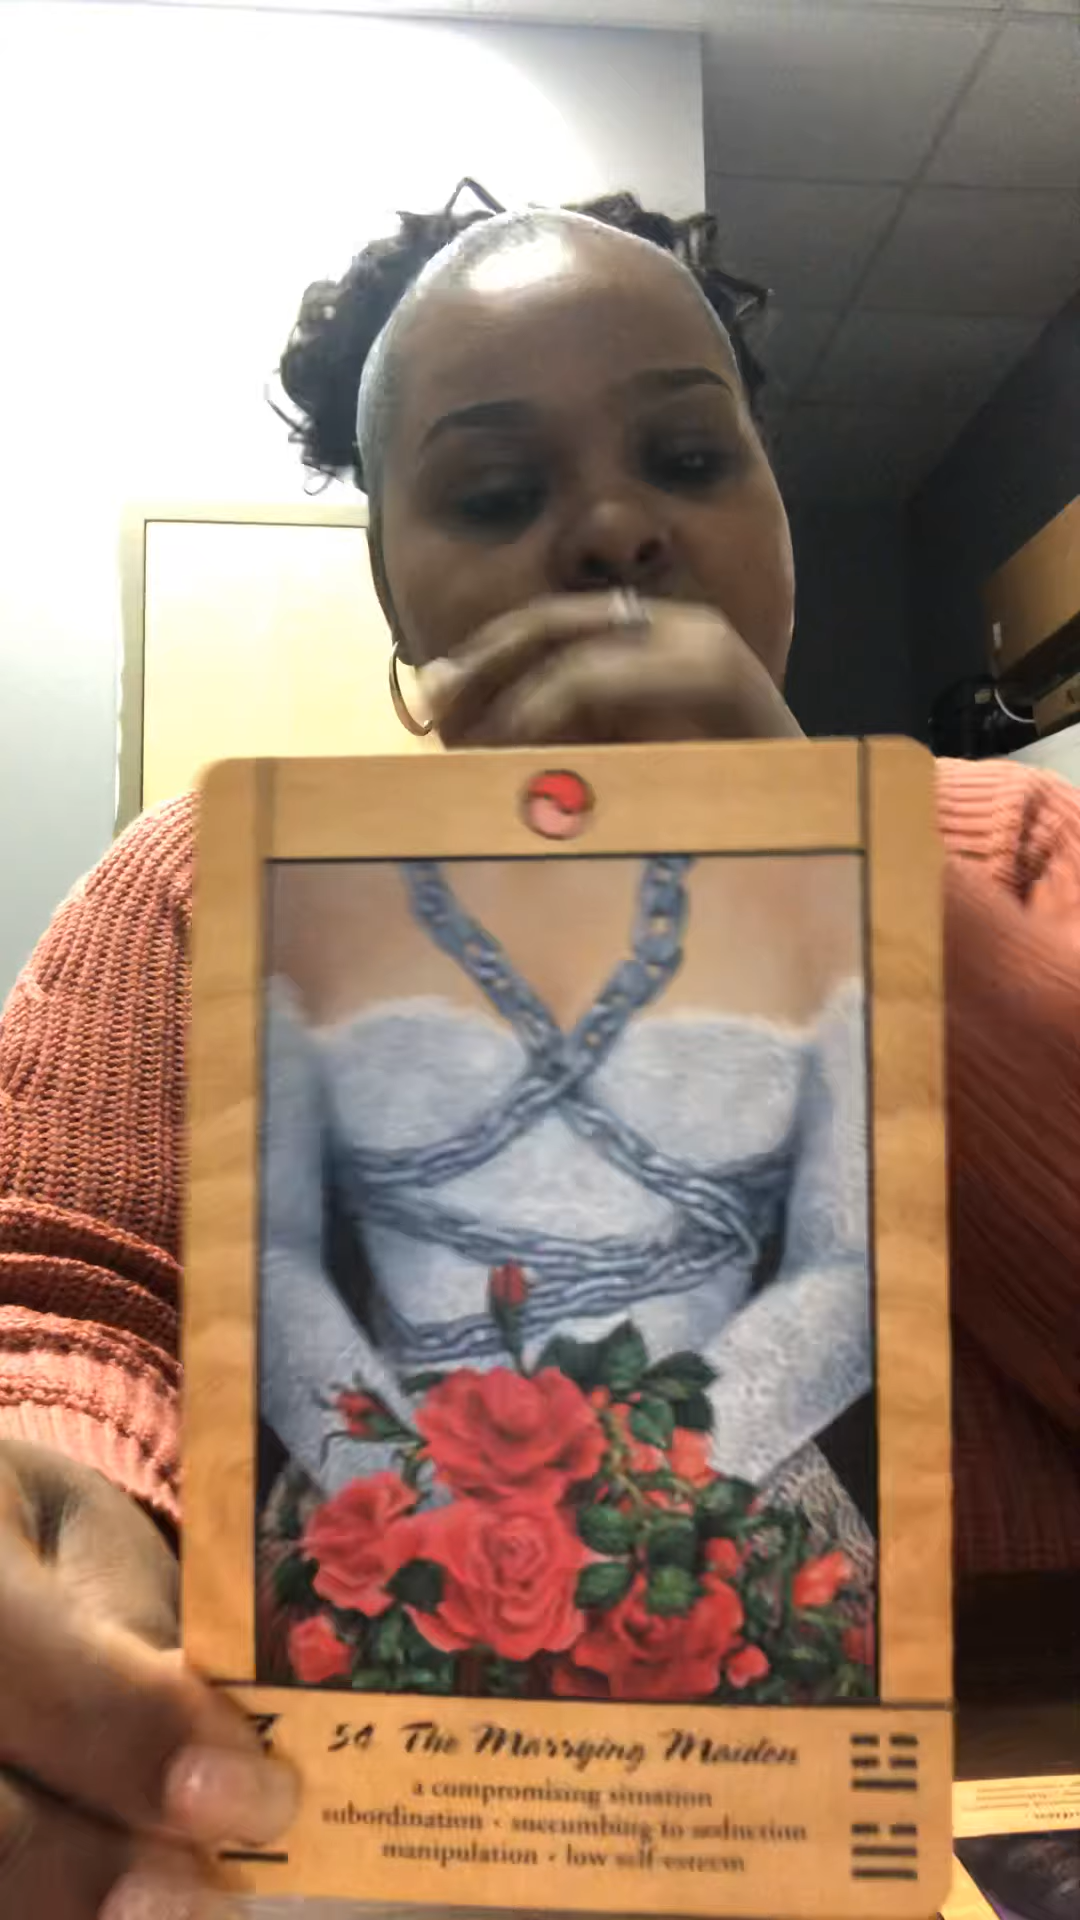 54 The Marrying Maiden
a compromising situation
subordination • succumbing to seduction
manipulation • low self-esteem